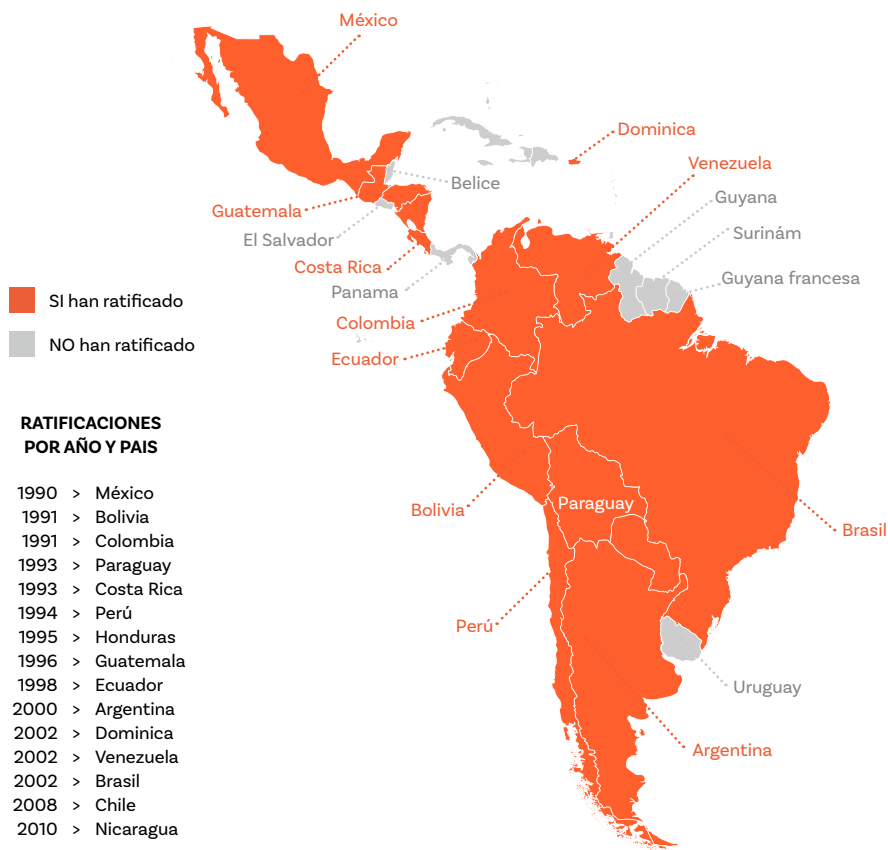 México
Dominica
Venezuela
Belice
Guyana
Guatemala
Surinám
El Salvador
Costa Rica
Guyana francesa
Panama
SI han ratificado
Colombia
NO han ratificado
Ecuador
RATIFICACIONES
POR AÑO Y PAIS
1990 > México
1991 > Bolivia
1991 > Colombia
1993 > Paraguay
1993 > Costa Rica
1994 > Perú
1995 > Honduras
1996 > Guatemala
1998 > Ecuador
2000 > Argentina
2002 > Dominica
2002 > Venezuela
2002 > Brasil
2008 > Chile
2010 > Nicaragua
Bolivia
Paraguay
Brasil
Perú
Uruguay
Argentina